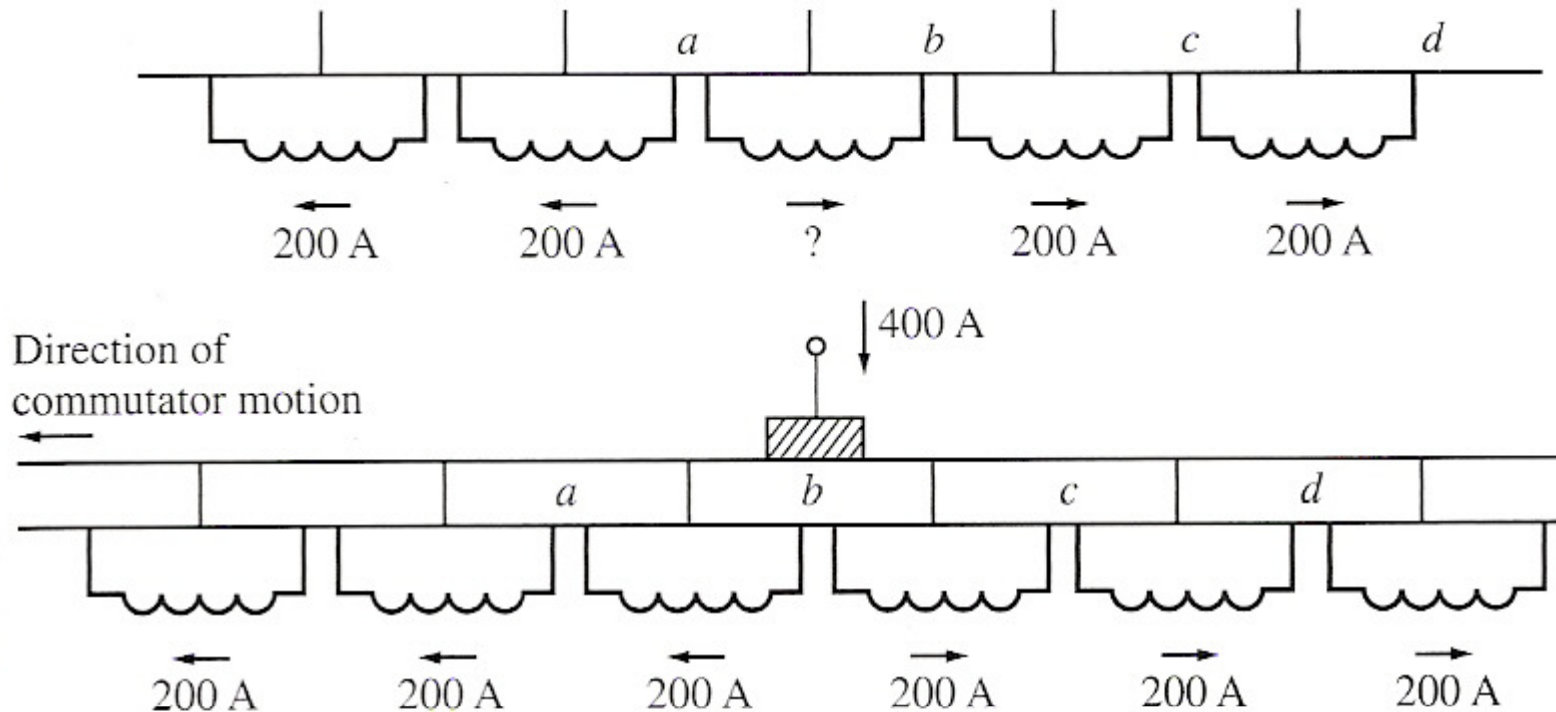 a b c d
200 A 200 A ? 200 A 200 A
400 A
Direction of
commutator motion
a b c d
200 A 200 A 200 A 200 A 200 A 200 A